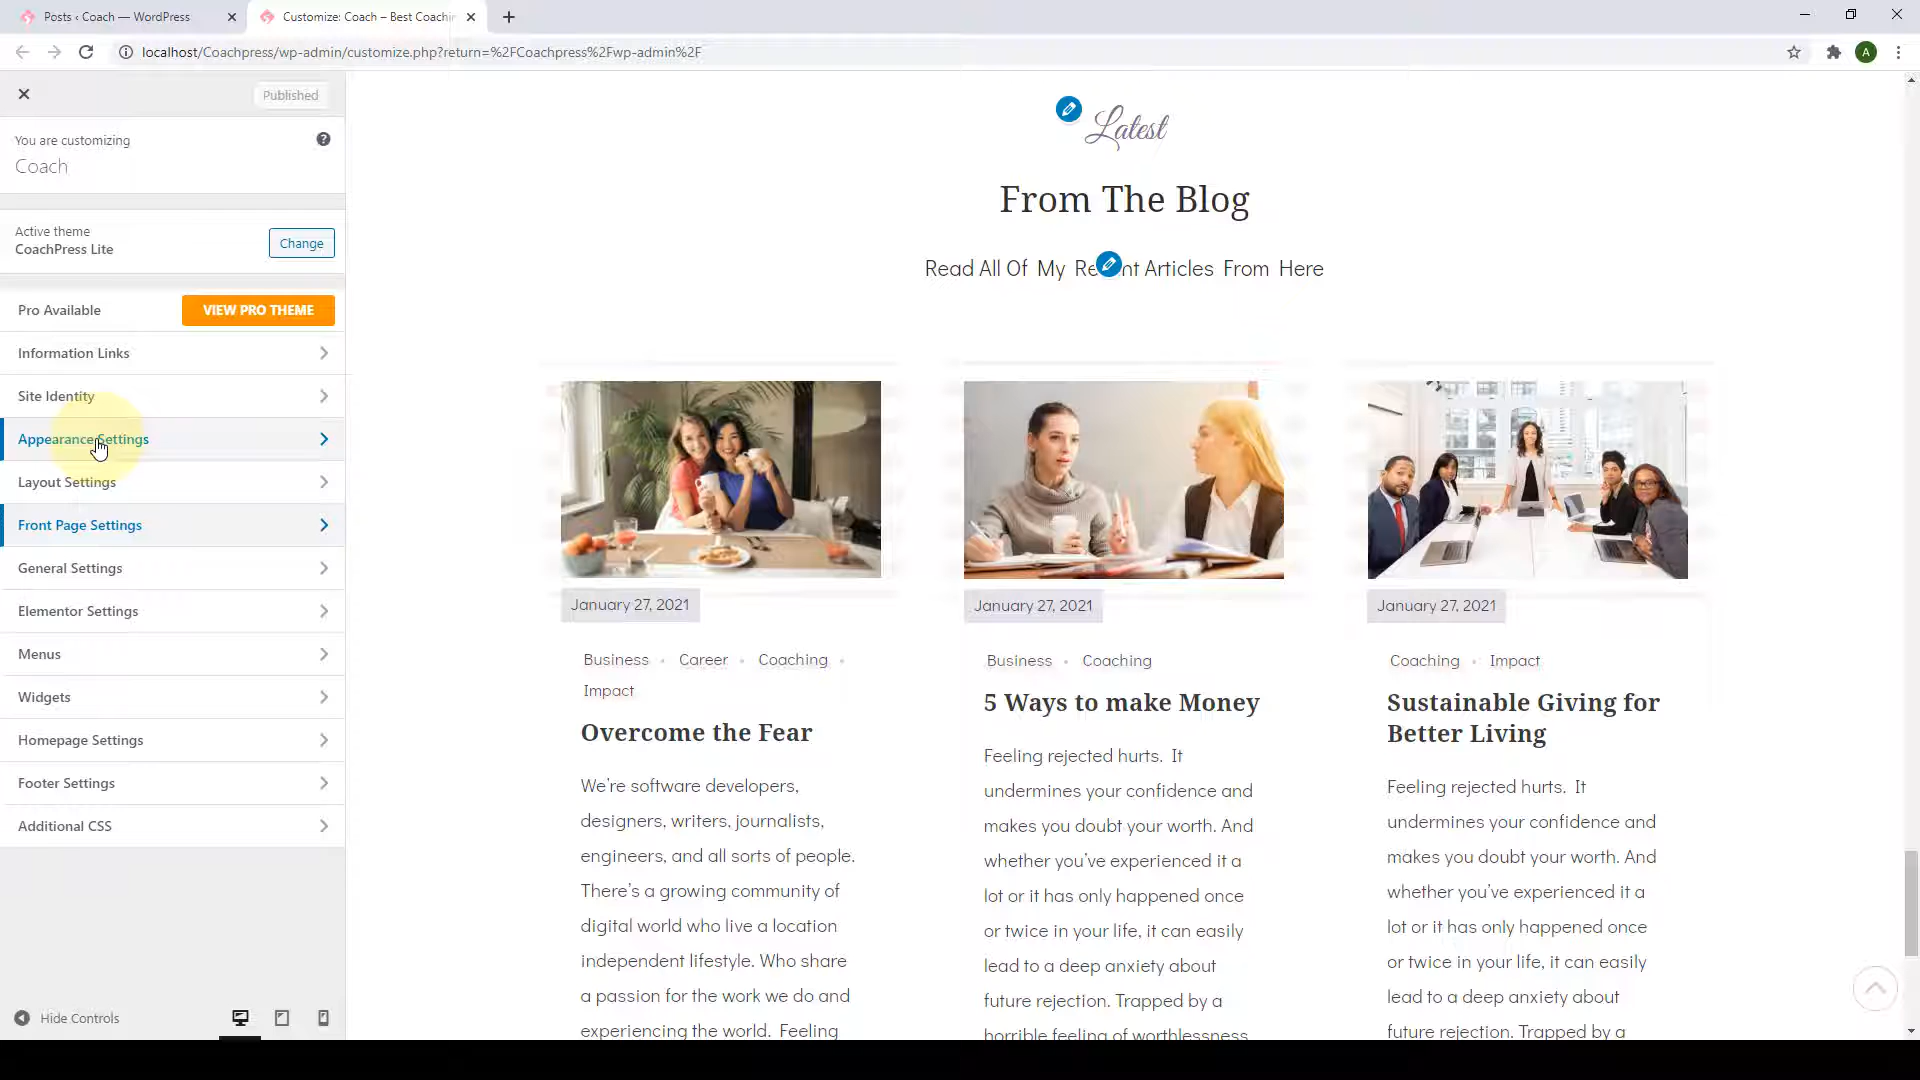 Posts ‹ Coach — WordPress
Customize: Coach – Best Coachi
localhost/Coachpress/wp-admin/customize.php?return=%2FCoachpress%2Fwp-admin%2F
A
Published
You are customizing
Coach
Active theme
CoachPress Lite
Change
Pro Available
VIEW PRO THEME
Information Links
Site Identity
Appearance Settings
Layout Settings
Front Page Settings
General Settings
Elementor Settings
Menus
Widgets
Homepage Settings
Footer Settings
Additional CSS
Hide Controls
Latest
From The Blog
Read All Of My Recent Articles From Here
January 27, 2021
Business • Career • Coaching •
Impact
Overcome the Fear
We're software developers,
designers, writers, journalists,
engineers, and all sorts of people.
There's a growing community of
digital world who live a location
independent lifestyle. Who share
a passion for the work we do and
experiencing the world. Feeling
January 27, 2021
Business • Coaching
5 Ways to make Money
Feeling rejected hurts. It
undermines your confidence and
makes you doubt your worth. And
whether you've experienced it a
lot or it has only happened once
or twice in your life, it can easily
lead to a deep anxiety about
future rejection. Trapped by a
horrible feeling of worthlessness
January 27, 2021
Coaching • Impact
Sustainable Giving for
Better Living
Feeling rejected hurts. It
undermines your confidence and
makes you doubt your worth. And
whether you've experienced it a
lot or it has only happened once
or twice in your life, it can easily
lead to a deep anxiety about
future rejection. Trapped by a